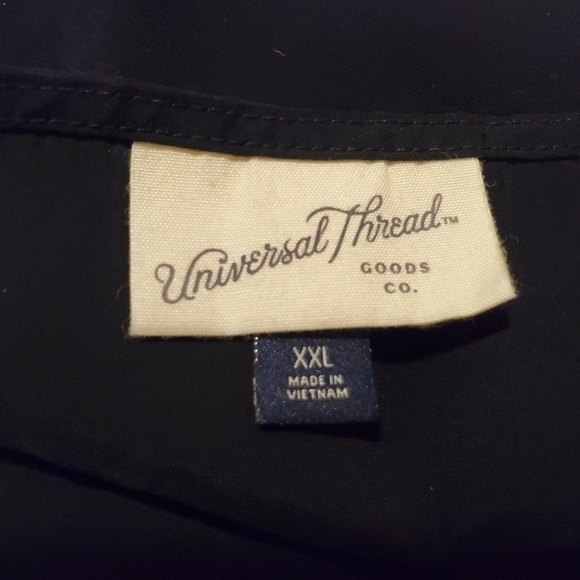 Universal Thread™
GOODS
CO.
XXL
MADE IN
VIETNAM